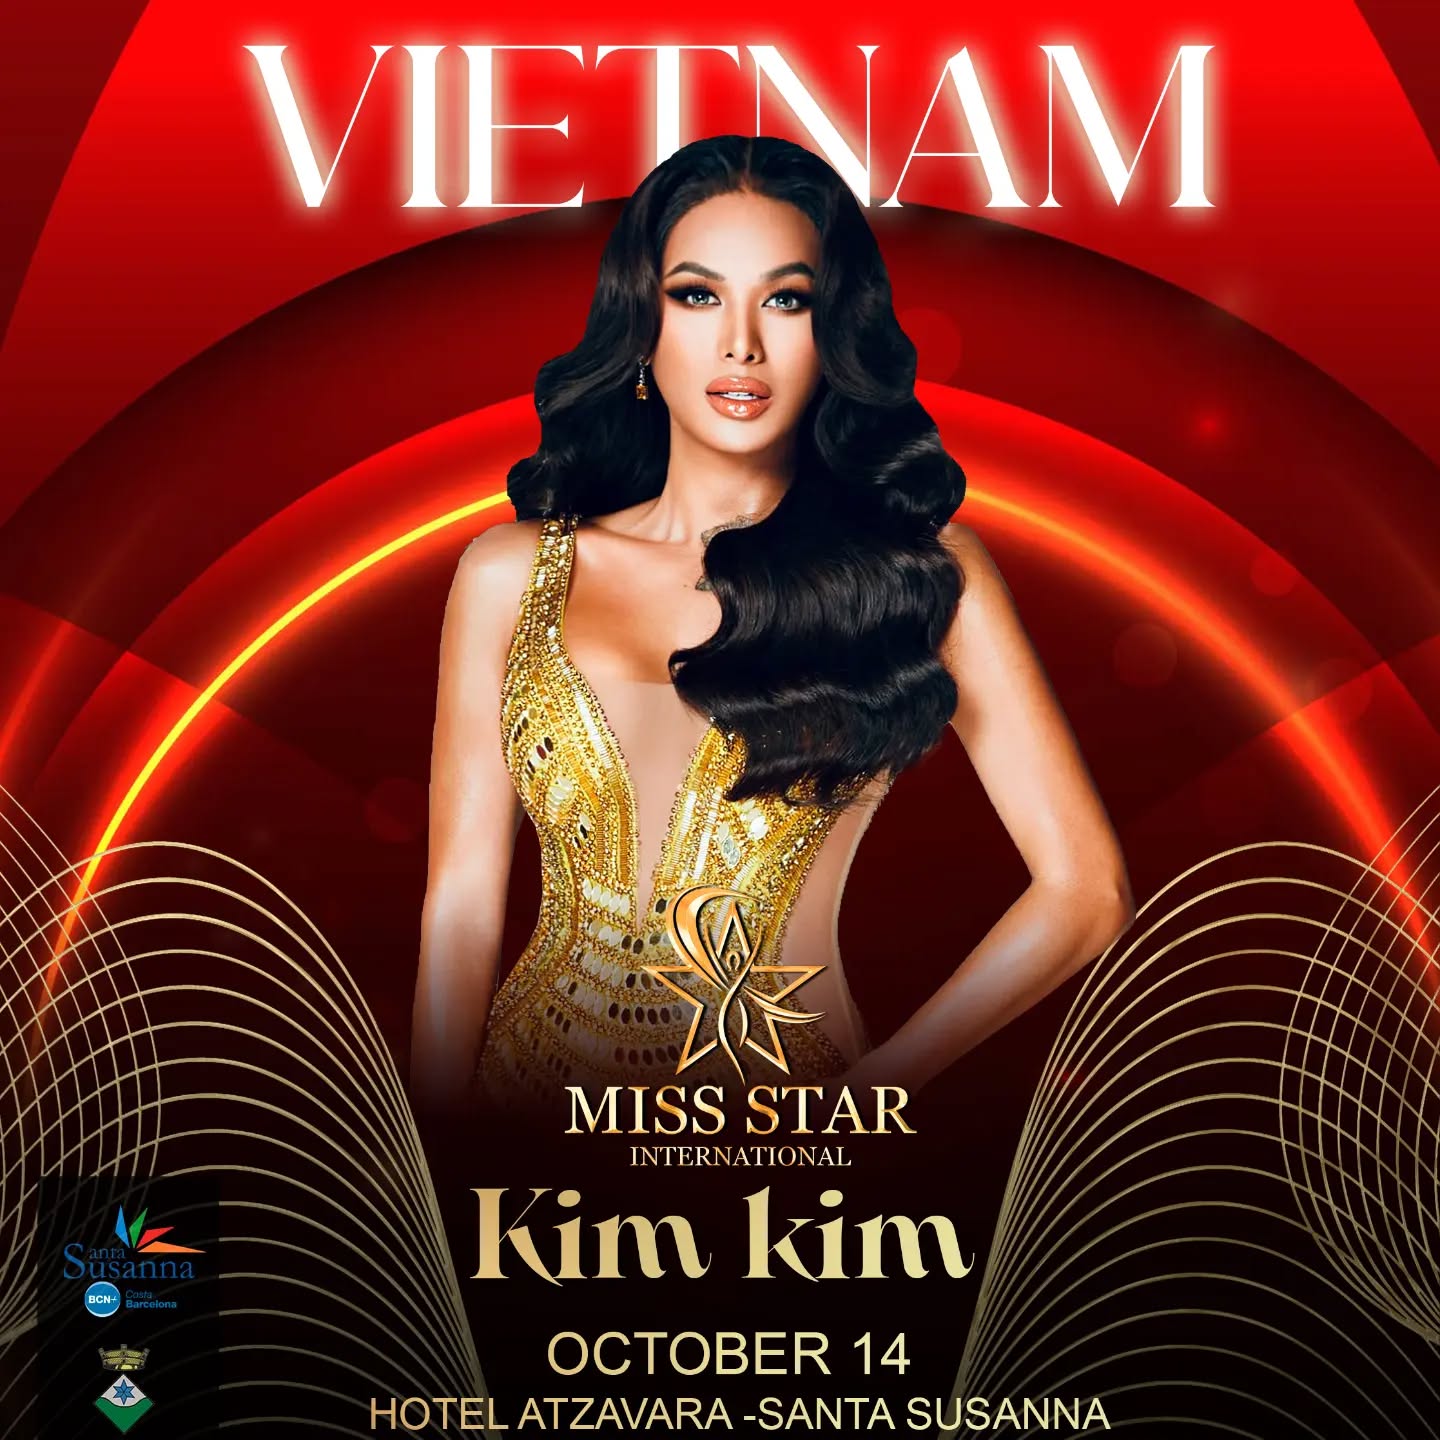 VIETNAM
MISS STAR
INTERNATIONAL
Kim kim
Santa
Susanna
BCN+ Costa
Barcelona
OCTOBER 14
HOTEL ATZAVARA -SANTA SUSANNA